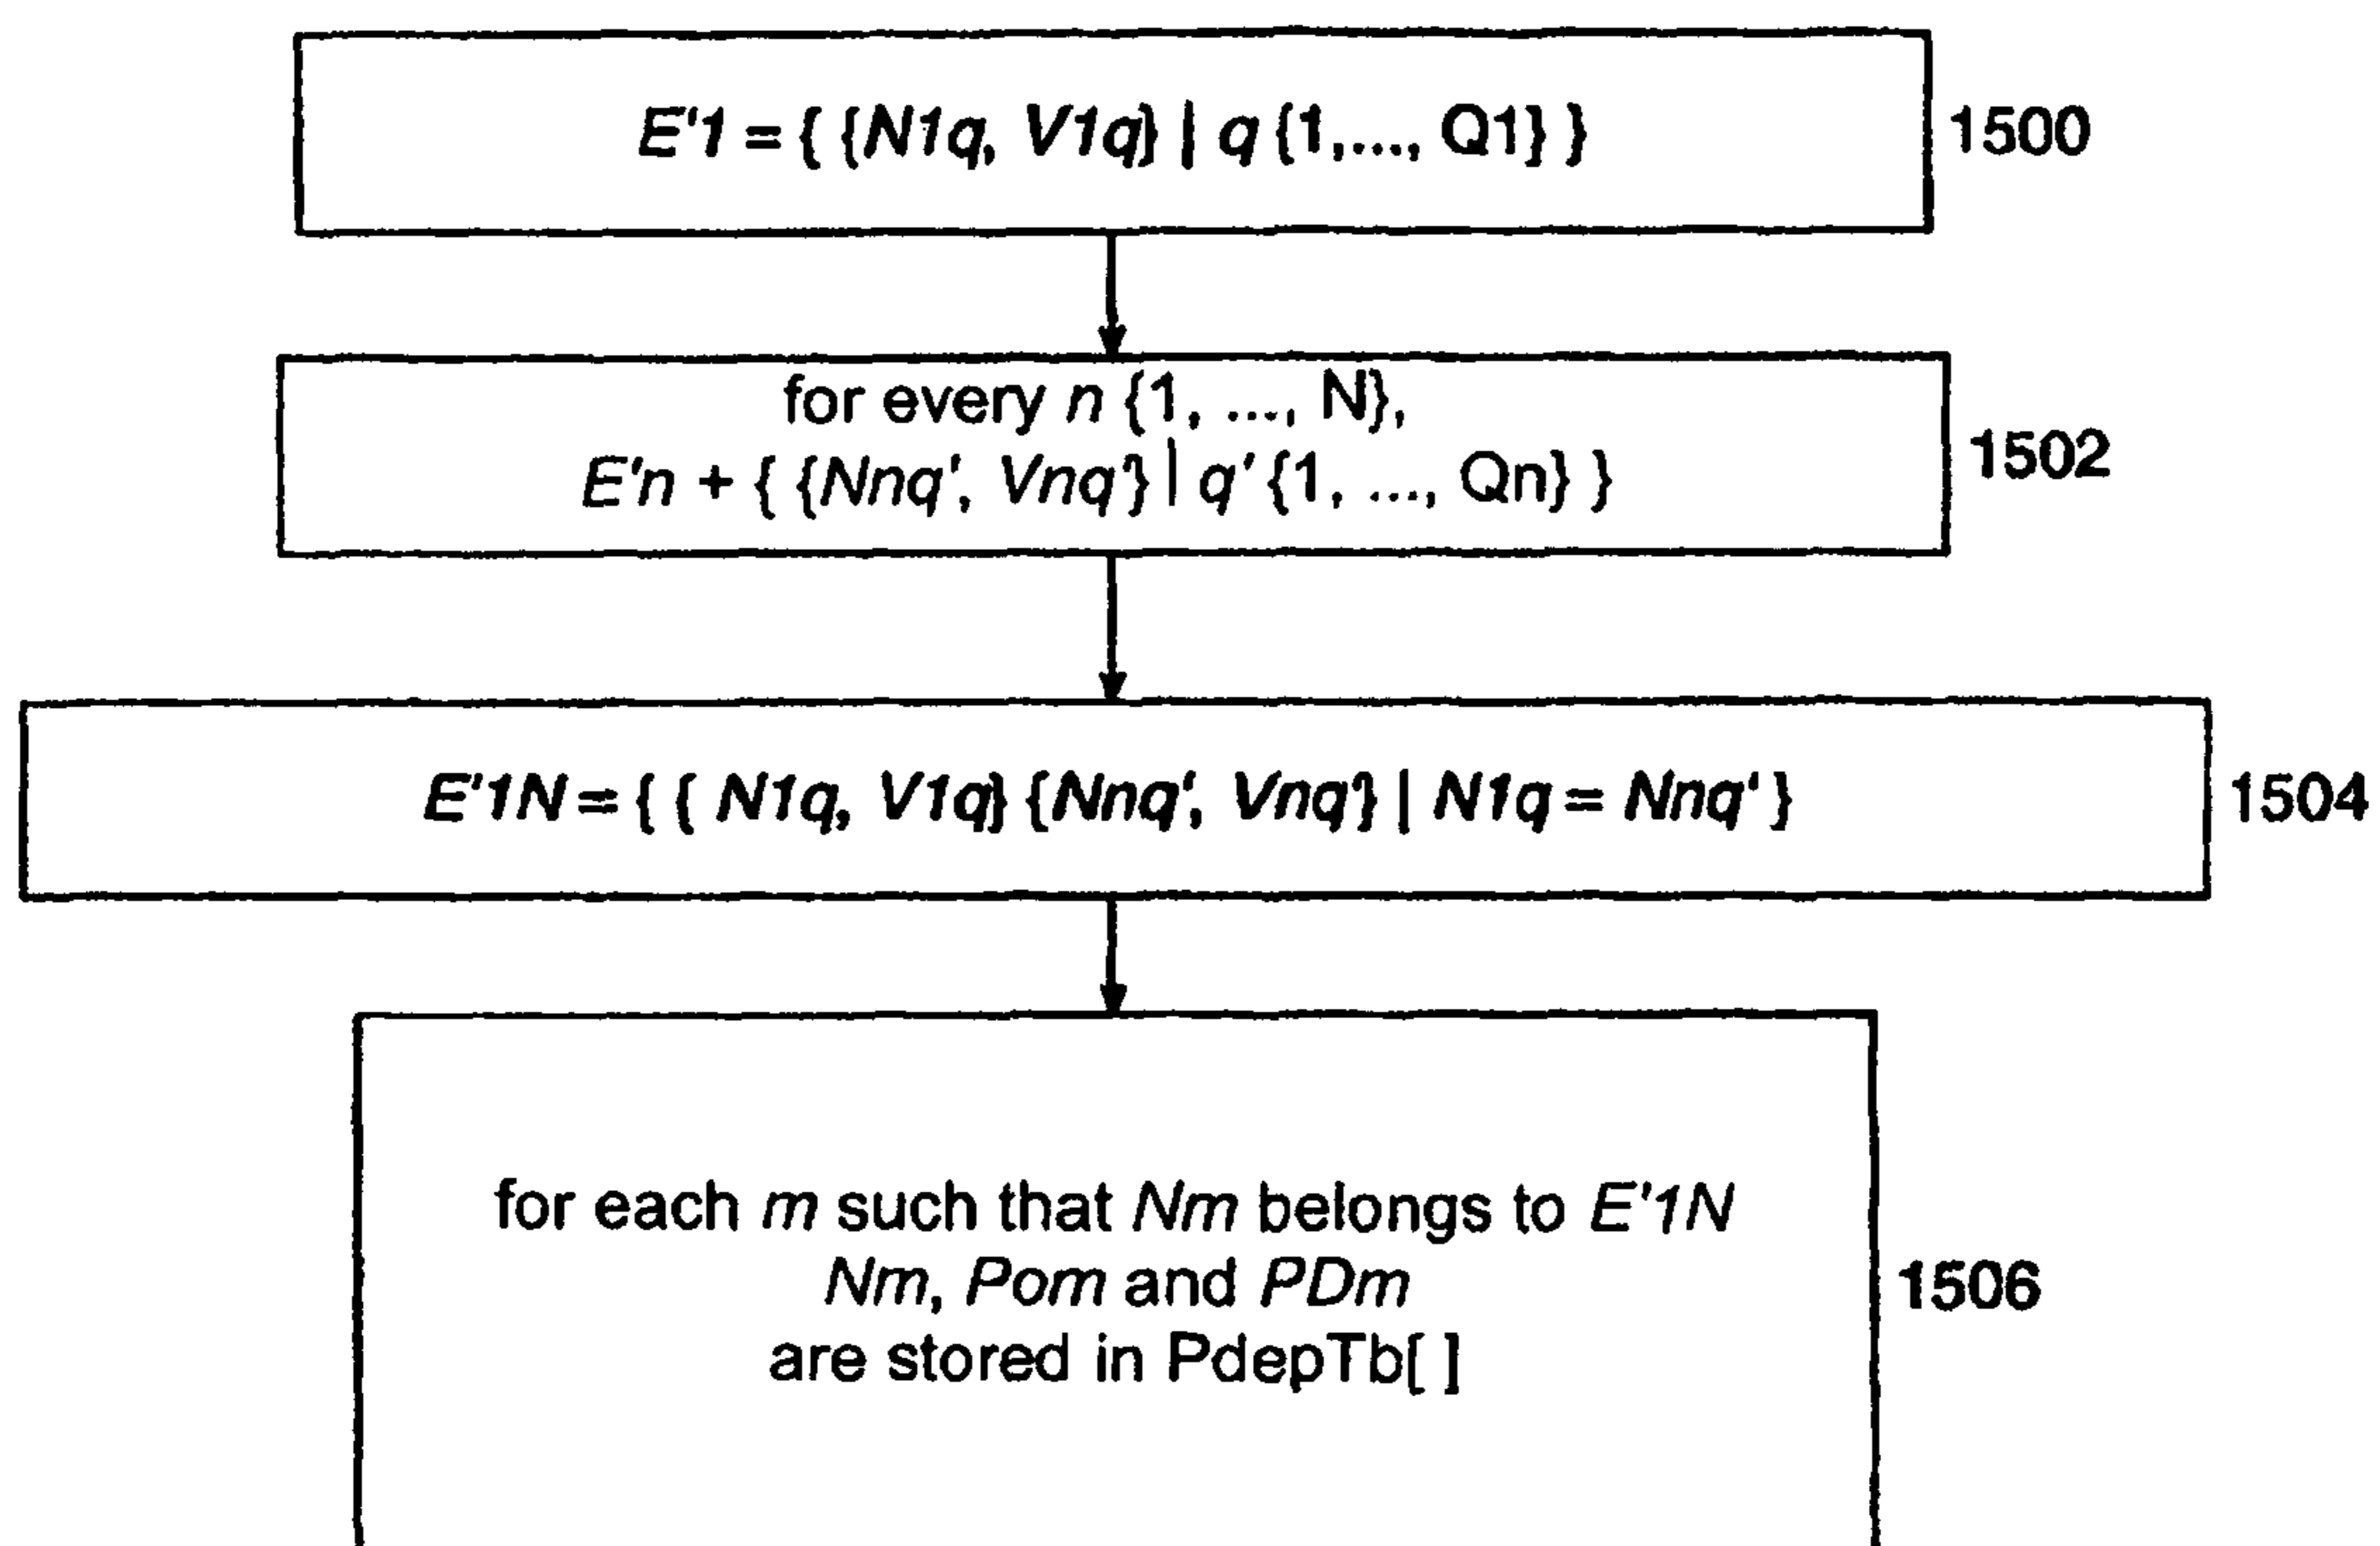 E'1 = { {N1q, V1q} | q {1,..., Q1} }
1500
for every n {1, ..., N},
E'n + { {Nnq', Vnq'} | q' {1, ..., Qn} }
1502
E'1N = { { N1q, V1q} {Nnq', Vnq'} | N1q = Nnq' }
1504
for each m such that Nm belongs to E'1N
Nm, Pom and PDm
are stored in PdepTb[ ]
1506